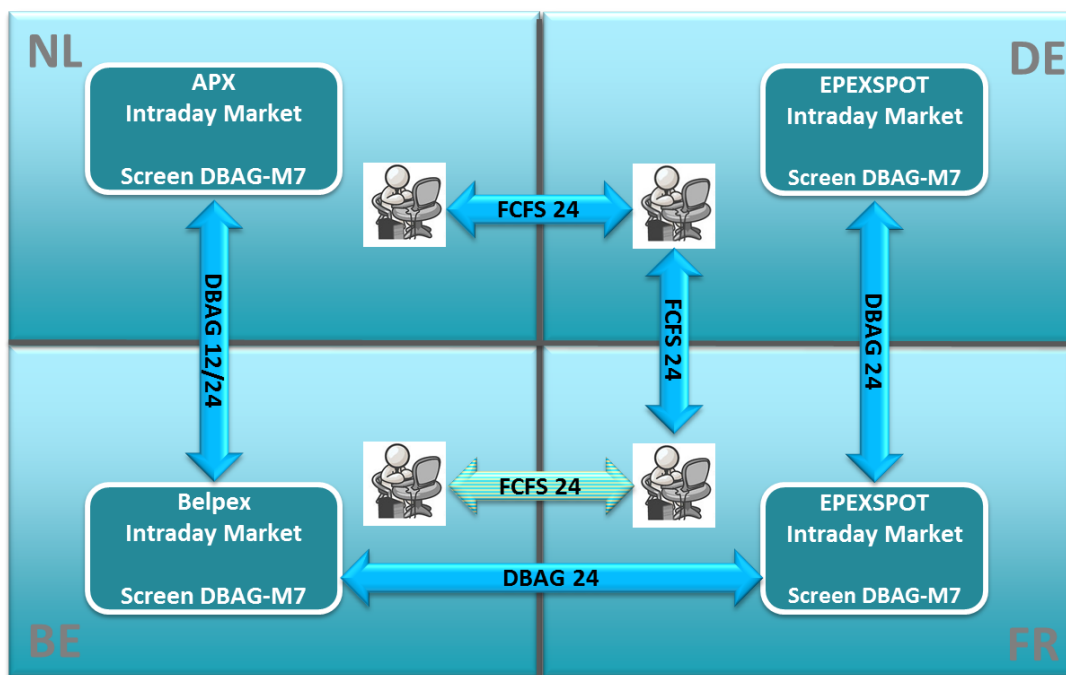 NL
APX
Intraday Market
Screen DBAG-M7
DE
EPEXSPOT
Intraday Market
Screen DBAG-M7
FCFS 24
DBAG 12/24
FCFS 24
DBAG 24
FCFS 24
Belpex
Intraday Market
Screen DBAG-M7
BE
DBAG 24
EPEXSPOT
Intraday Market
Screen DBAG-M7
FR